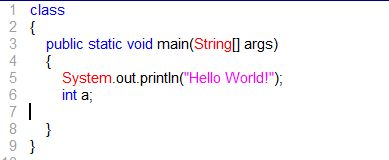 1 class
2 {
3 public static void main(String[] args)
4 {
5 System.out.println("Hello World!");
6 int a;
7
8 }
9 }